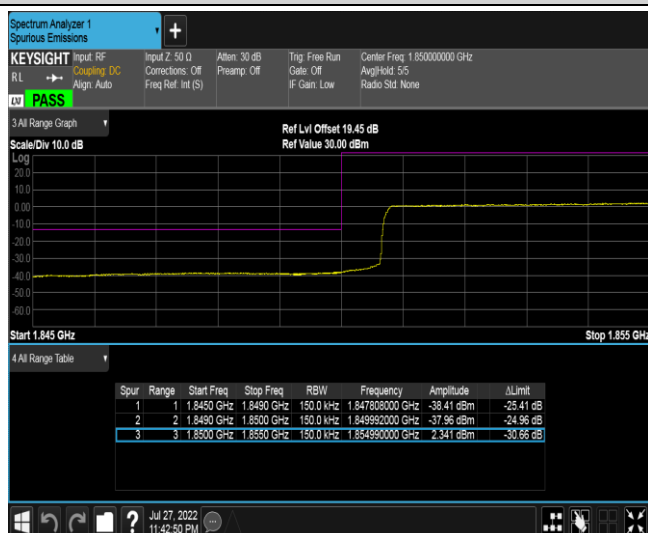 Spectrum Analyzer 1
Spurious Emissions
+
KEYSIGHT
RL
PASS
Input: RF
Coupling: DC
Align: Auto
Input Z: 50 Ω
Corrections: Off
Freq Ref: Int (S)
Atten: 30 dB
Preamp: Off
Trig: Free Run
Gate: Off
IF Gain: Low
Center Freq: 1.850000000 GHz
Avg|Hold: 5/5
Radio Std: None
3 All Range Graph
Scale/Div 10.0 dB
Ref Lvl Offset 19.45 dB
Ref Value 30.00 dBm
Log
20.0
10.0
0.00
-10.0
-20.0
-30.0
-40.0
-50.0
-60.0
Start 1.845 GHz
Stop 1.855 GHz
4 All Range Table
Spur Range Start Freq Stop Freq RBW Frequency Amplitude ΔLimit
1 1 1.8450 GHz 1.8490 GHz 150.0 kHz 1.847808000 GHz -38.41 dBm -25.41 dB
2 2 1.8490 GHz 1.8500 GHz 150.0 kHz 1.849992000 GHz -37.96 dBm -24.96 dB
3 3 1.8500 GHz 1.8550 GHz 150.0 kHz 1.854990000 GHz 2.341 dBm -30.66 dB
?
Jul 27, 2022
11:42:50 PM